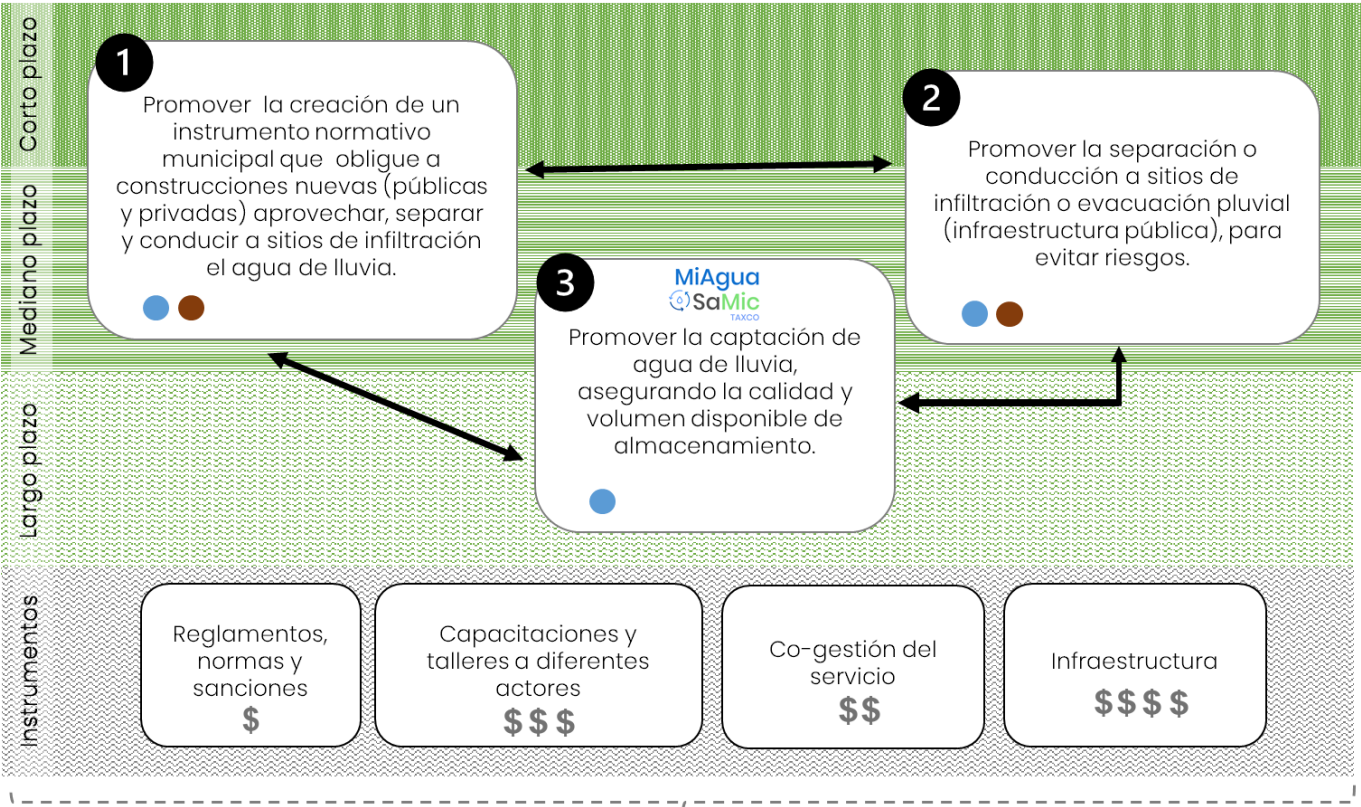 Corto plazo
Mediano plazo
Largo plazo
Instrumentos
1
Promover la creación de un
instrumento normativo
municipal que obligue a
construcciones nuevas (públicas
y privadas) aprovechar, separar
y conducir a sitios de infiltración
el agua de lluvia.
2
Promover la separación o
conducción a sitios de
infiltración o evacuación pluvial
(infraestructura pública), para
evitar riesgos.
3
MiAgua
SaMic
TAXCO
Promover la captación de
agua de lluvia,
asegurando la calidad y
volumen disponible de
almacenamiento.
Reglamentos,
normas y
sanciones
$
Capacitaciones y
talleres a diferentes
actores
$$$
Co-gestión del
servicio
$$
Infraestructura
$$$$